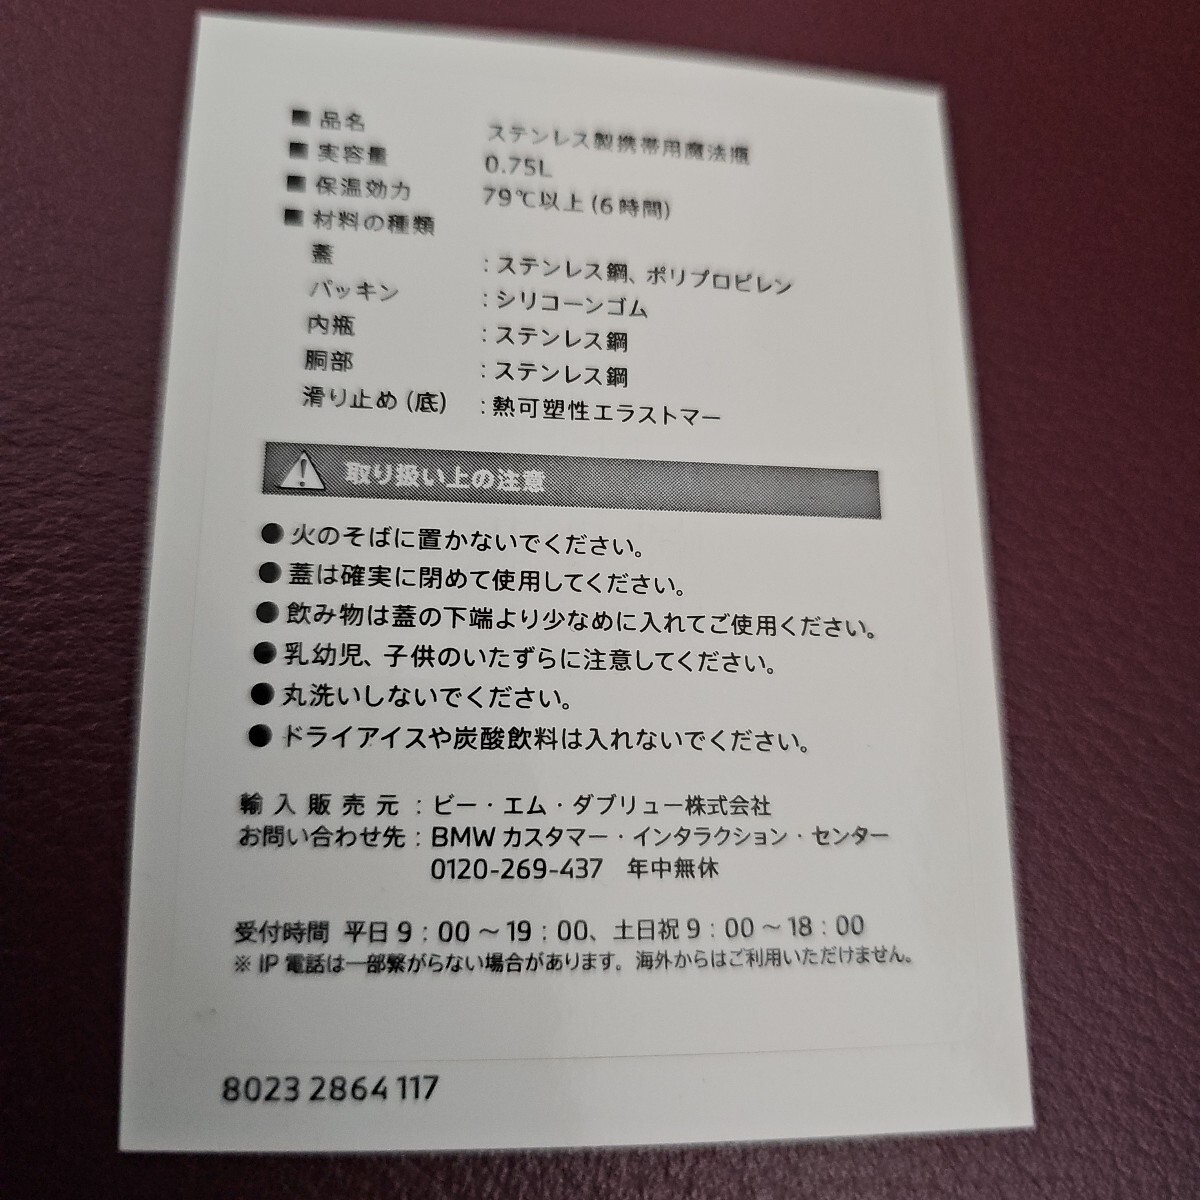 ■ 品名 ステンレス製携帯用魔法瓶
■ 実容量 0.75L
■ 保温効力 79℃以上(6時間)
■ 材料の種類
蓋 :ステンレス鋼、ポリプロピレン
パッキン :シリコーンゴム
内瓶 :ステンレス鋼
胴部 :ステンレス鋼
滑り止め(底) :熱可塑性エラストマー
取り扱い上の注意
●火のそばに置かないでください。
●蓋は確実に閉めて使用してください。
●飲み物は蓋の下端より少なめに入れてご使用ください。
●乳幼児、子供のいたずらに注意してください。
●丸洗いしないでください。
●ドライアイスや炭酸飲料は入れないでください。
輸入販売元:ビー・エム・ダブリュー株式会社
お問い合わせ先:BMWカスタマー・インタラクション・センター
0120-269-437 年中無休
受付時間 平日9:00～19:00、土日祝9:00～18:00
※IP電話は一部繋がらない場合があります。海外からはご利用いただけません。
8023 2864 117